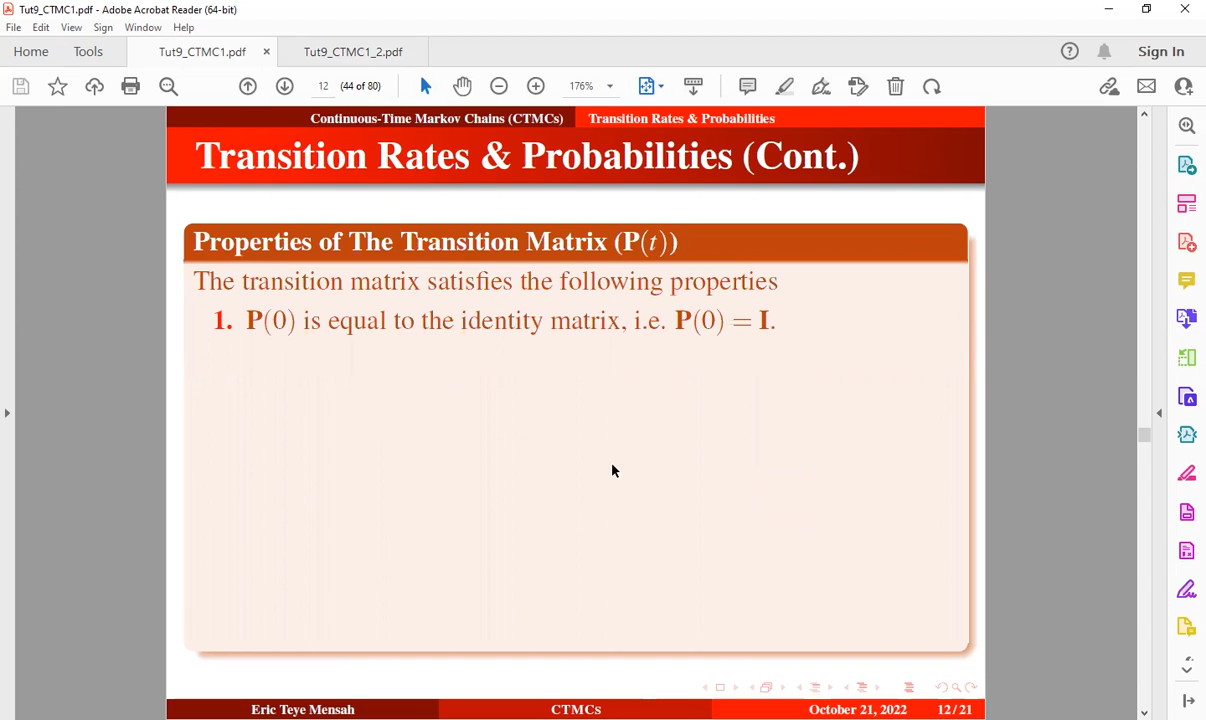 Tut9_CTMC1.pdf - Adobe Acrobat Reader (64-bit)
File Edit View Sign Window Help
Home Tools Tut9_CTMC1.pdf × Tut9_CTMC1_2.pdf Sign In
12 (44 of 80) 176%
Continuous-Time Markov Chains (CTMCs) Transition Rates & Probabilities
Transition Rates & Probabilities (Cont.)
Properties of The Transition Matrix (P(t))
The transition matrix satisfies the following properties
1. P(0) is equal to the identity matrix, i.e. P(0) = I.
Eric Teye Mensah CTMCs October 21, 2022 12 / 21